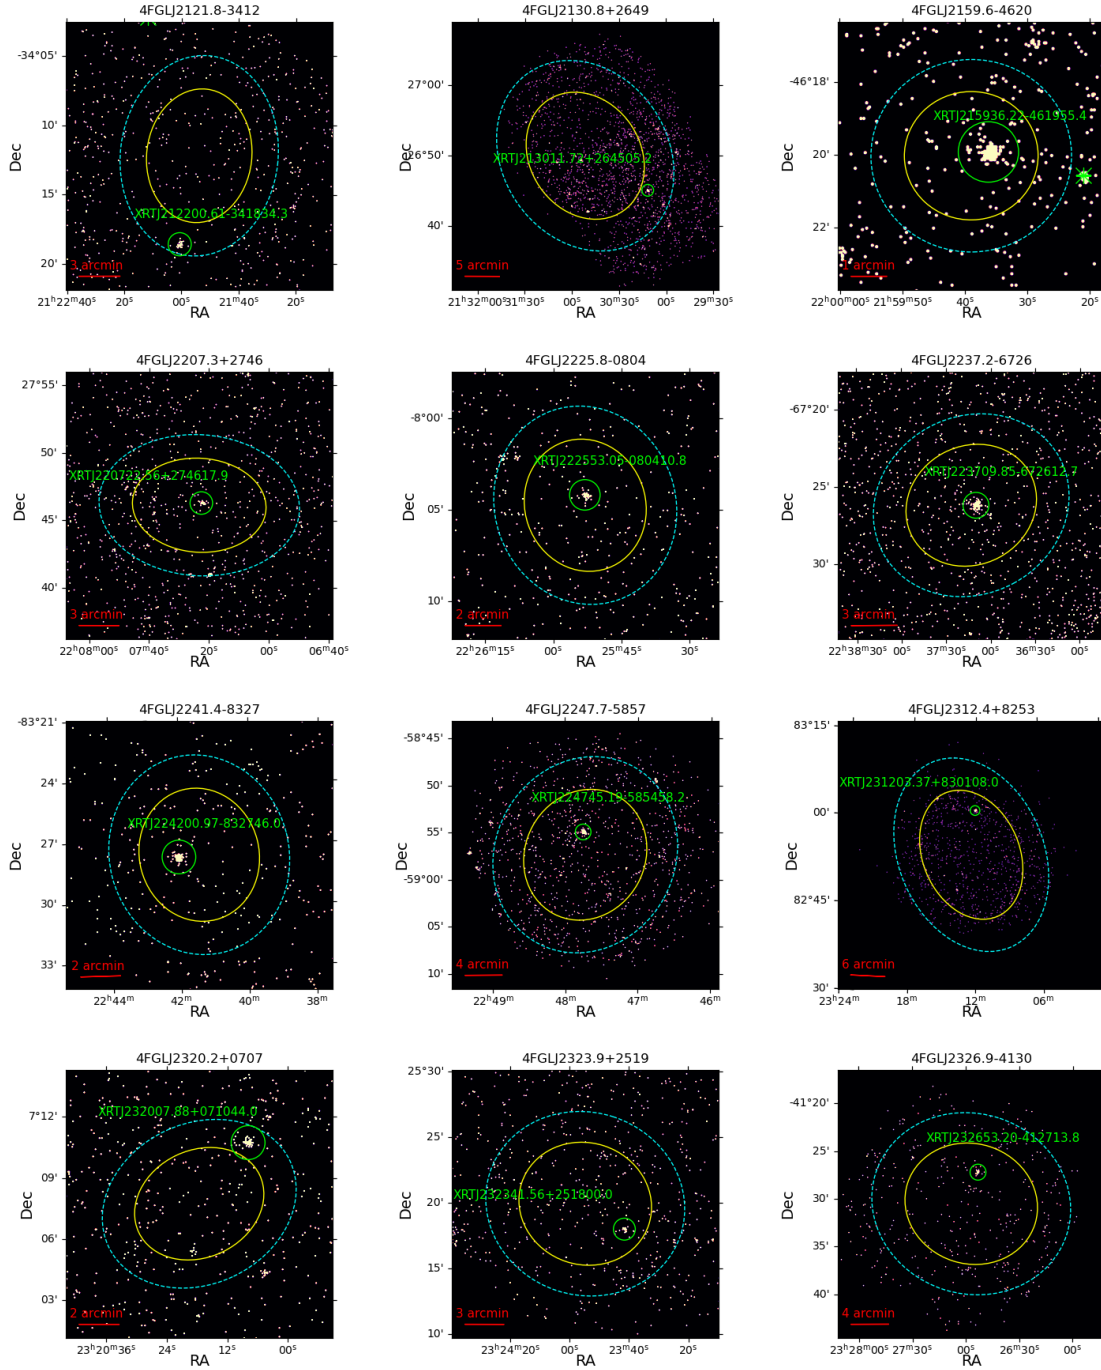 4FGLJ2121.8-3412
4FGLJ2130.8+2649
4FGLJ2159.6-4620
-34°05'
10'
15'
20'
Dec
XRTJ212200.61-341834.3
3 arcmin
21ʰ22ᵐ40ˢ
20ˢ
00ˢ
21ᵐ40ˢ
20ˢ
RA
27°00'
26°50'
40'
Dec
XRTJ213011.72+264505.2
5 arcmin
21ʰ32ᵐ00ˢ
31ᵐ30ˢ
00ˢ
30ᵐ30ˢ
00ˢ
29ᵐ30ˢ
RA
-46°18'
20'
22'
Dec
XRTJ215936.22-461955.4
1 arcmin
22ʰ00ᵐ00ˢ
21ʰ59ᵐ50ˢ
40ˢ
30ˢ
20ˢ
RA
4FGLJ2207.3+2746
4FGLJ2225.8-0804
4FGLJ2237.2-6726
27°55'
50'
45'
40'
Dec
XRTJ220722.56+274617.9
3 arcmin
22ʰ08ᵐ00ˢ
07ᵐ40ˢ
20ˢ
00ˢ
06ᵐ40ˢ
RA
-8°00'
05'
10'
Dec
XRTJ222553.05-080410.8
2 arcmin
22ʰ26ᵐ15ˢ
00ˢ
25ᵐ45ˢ
30ˢ
RA
-67°20'
25'
30'
Dec
XRTJ223709.85-672612.7
3 arcmin
22ʰ38ᵐ30ˢ
00ˢ
37ᵐ30ˢ
00ˢ
36ᵐ30ˢ
00ˢ
RA
4FGLJ2241.4-8327
4FGLJ2247.7-5857
4FGLJ2312.4+8253
-83°21'
24'
27'
30'
33'
Dec
XRTJ224200.97-832746.0
2 arcmin
22ʰ44ᵐ
42ᵐ
40ᵐ
38ᵐ
RA
-58°45'
50'
55'
-59°00'
05'
10'
Dec
XRTJ224745.19-585458.2
4 arcmin
22ʰ49ᵐ
48ᵐ
47ᵐ
46ᵐ
RA
83°15'
00'
82°45'
30'
Dec
XRTJ231203.37+830108.0
6 arcmin
23ʰ24ᵐ
18ᵐ
12ᵐ
06ᵐ
RA
4FGLJ2320.2+0707
4FGLJ2323.9+2519
4FGLJ2326.9-4130
7°12'
09'
06'
03'
Dec
XRTJ232007.88+071044.0
2 arcmin
23ʰ20ᵐ36ˢ
24ˢ
12ˢ
00ˢ
RA
25°30'
25'
20'
15'
10'
Dec
XRTJ232341.56+251800.0
3 arcmin
23ʰ24ᵐ20ˢ
00ˢ
23ᵐ40ˢ
20ˢ
RA
-41°20'
25'
30'
35'
40'
Dec
XRTJ232653.20-412713.8
4 arcmin
23ʰ28ᵐ00ˢ
27ᵐ30ˢ
00ˢ
26ᵐ30ˢ
00ˢ
RA